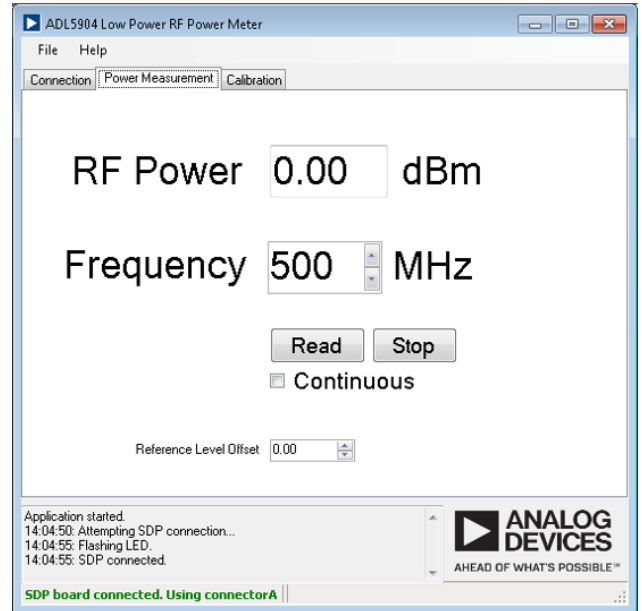 ADL5904 Low Power RF Power Meter
File Help
Connection Power Measurement Calibration
RF Power 0.00 dBm
Frequency 500 MHz
Read Stop
Continuous
Reference Level Offset 0.00
Application started.
14:04:50: Attempting SDP connection...
14:04:55: Flashing LED.
14:04:55: SDP connected.
ANALOG
DEVICES
AHEAD OF WHAT'S POSSIBLE™
SDP board connected. Using connectorA